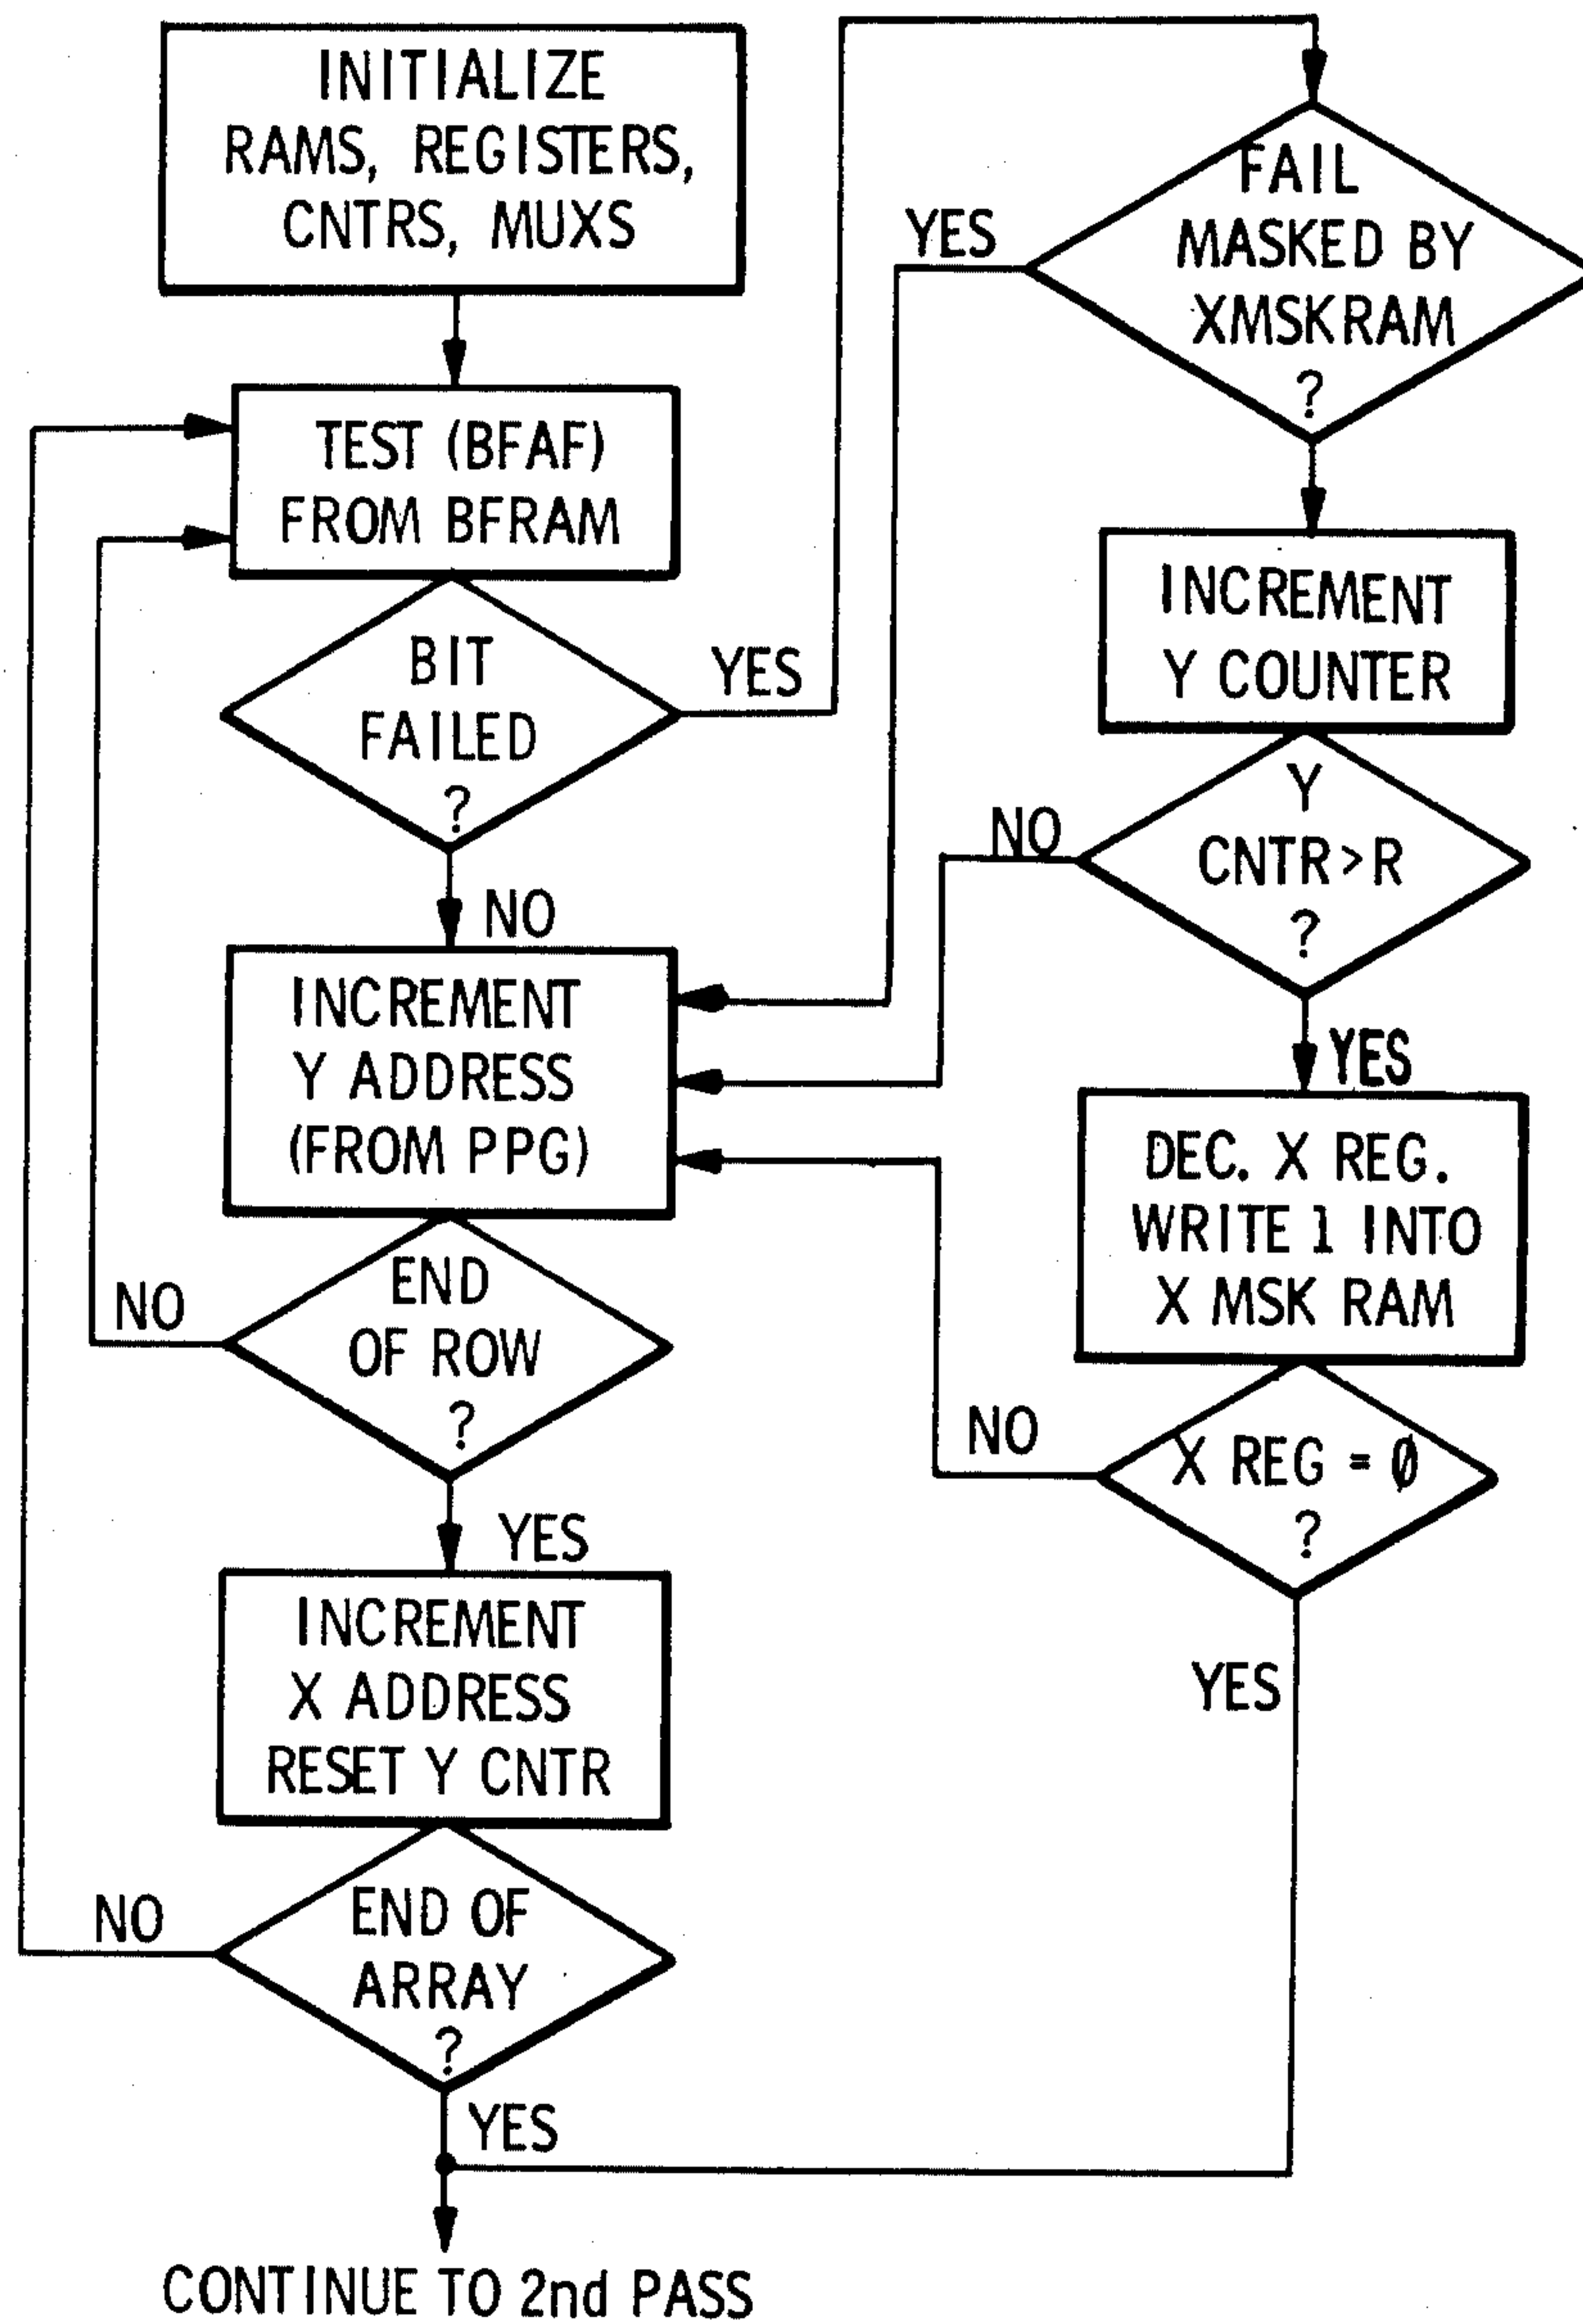 INITIALIZE
RAMS, REGISTERS,
CNTRS, MUXS
TEST (BFAF)
FROM BFRAM
BIT
FAILED
?
YES
NO
INCREMENT
Y ADDRESS
(FROM PPG)
END
OF ROW
?
NO
YES
INCREMENT
X ADDRESS
RESET Y CNTR
END OF
ARRAY
?
NO
YES
CONTINUE TO 2nd PASS
FAIL
MASKED BY
XMSKRAM
?
YES
INCREMENT
Y COUNTER
Y
CNTR>R
?
NO
YES
DEC. X REG.
WRITE 1 INTO
X MSK RAM
X REG = Ø
?
NO
YES